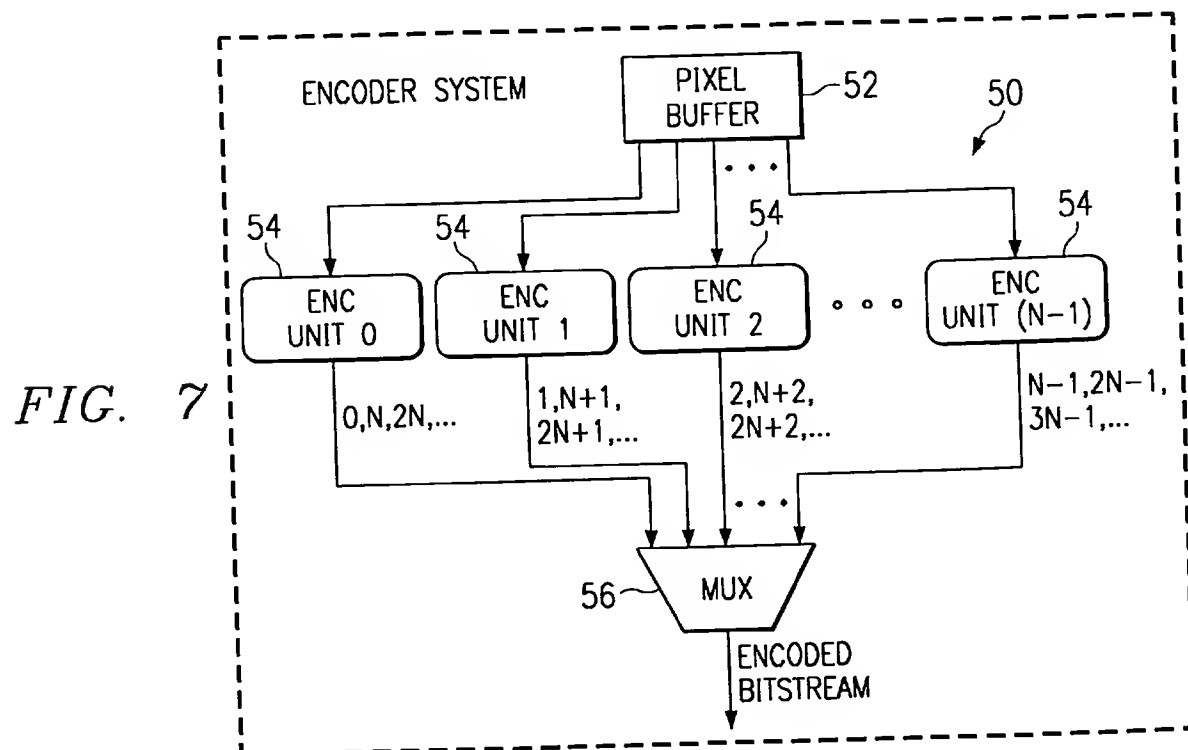 ENCODER SYSTEM
PIXEL
BUFFER
52
50
54
54
54
54
ENC
UNIT 0
ENC
UNIT 1
ENC
UNIT 2
ENC
UNIT (N-1)
FIG. 7
0,N,2N,...
1,N+1,
2N+1,...
2,N+2,
2N+2,...
N-1,2N-1,
3N-1,...
56
MUX
ENCODED
BITSTREAM